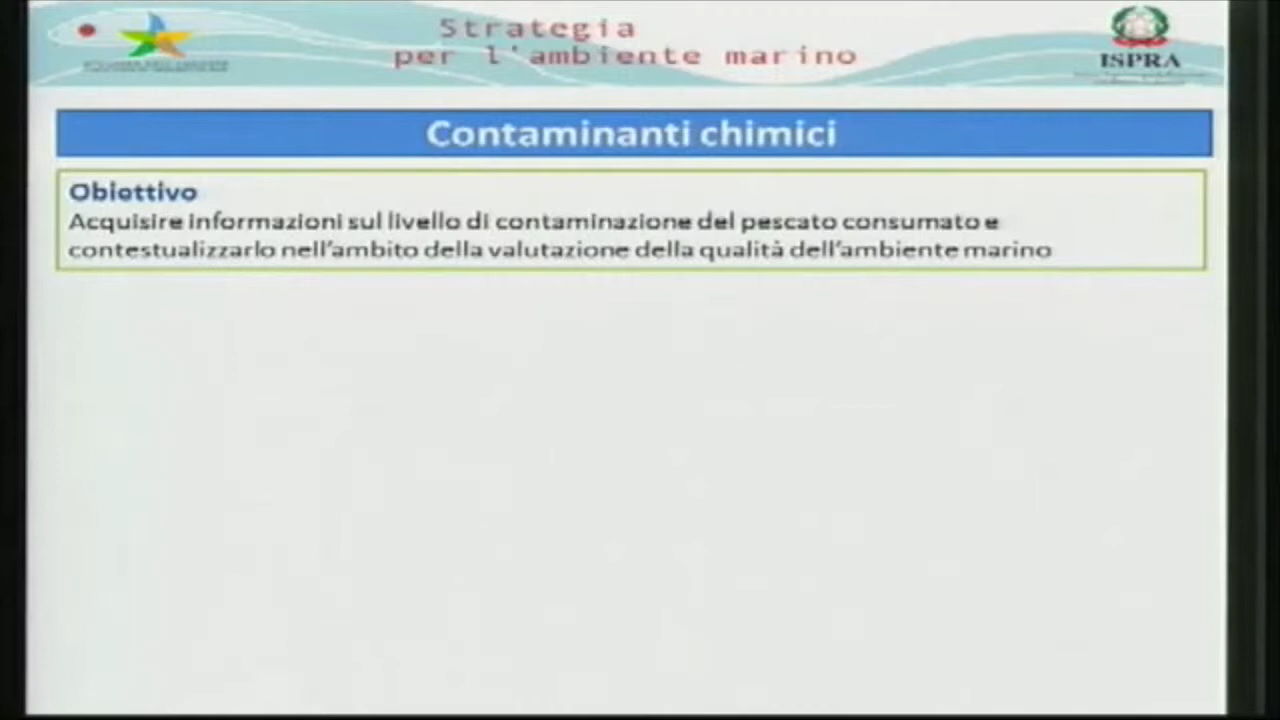 Strategia
per l'ambiente marino
ISPRA
Contaminanti chimici
Obiettivo
Acquisire informazioni sul livello di contaminazione del pescato consumato e
contestualizzarlo nell'ambito della valutazione della qualità dell'ambiente marino